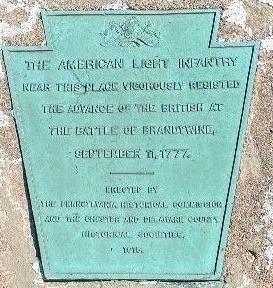 THE AMERICAN LIGHT INFANTRY
NEAR THIS PLACE VIGOROUSLY RESISTED
THE ADVANCE OF THE BRITISH AT
THE BATTLE OF BRANDYWINE,
SEPTEMBER 11, 1777.
ERECTED BY
THE PENNSYLVANIA HISTORICAL COMMISSION
AND THE CHESTER AND DELAWARE COUNTY
HISTORICAL SOCIETIES,
1915.